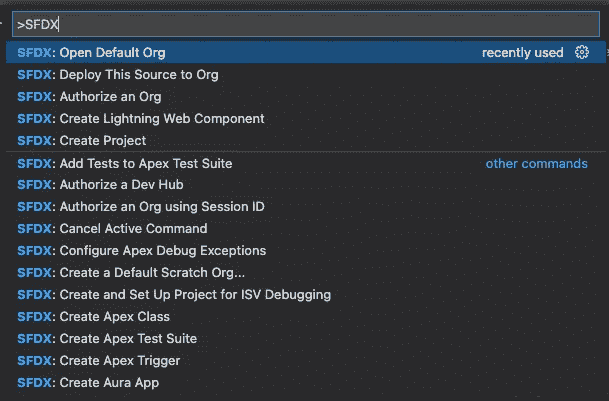 >SFDX
SFDX: Open Default Org recently used
SFDX: Deploy This Source to Org
SFDX: Authorize an Org
SFDX: Create Lightning Web Component
SFDX: Create Project
SFDX: Add Tests to Apex Test Suite other commands
SFDX: Authorize a Dev Hub
SFDX: Authorize an Org using Session ID
SFDX: Cancel Active Command
SFDX: Configure Apex Debug Exceptions
SFDX: Create a Default Scratch Org...
SFDX: Create and Set Up Project for ISV Debugging
SFDX: Create Apex Class
SFDX: Create Apex Test Suite
SFDX: Create Apex Trigger
SFDX: Create Aura App